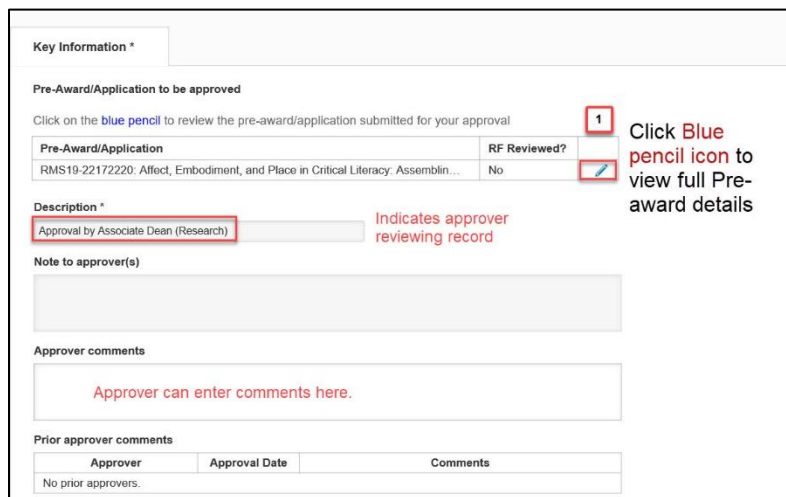 Key Information *
Pre-Award/Application to be approved
Click on the blue pencil to review the pre-award/application submitted for your approval
1
Click Blue
pencil icon to
view full Pre-
award details
Pre-Award/Application RF Reviewed?
RMS19-22172220: Affect, Embodiment, and Place in Critical Literacy: Assemblin... No
Description *
Approval by Associate Dean (Research)
Indicates approver
reviewing record
Note to approver(s)
Approver comments
Approver can enter comments here.
Prior approver comments
Approver Approval Date Comments
No prior approvers.